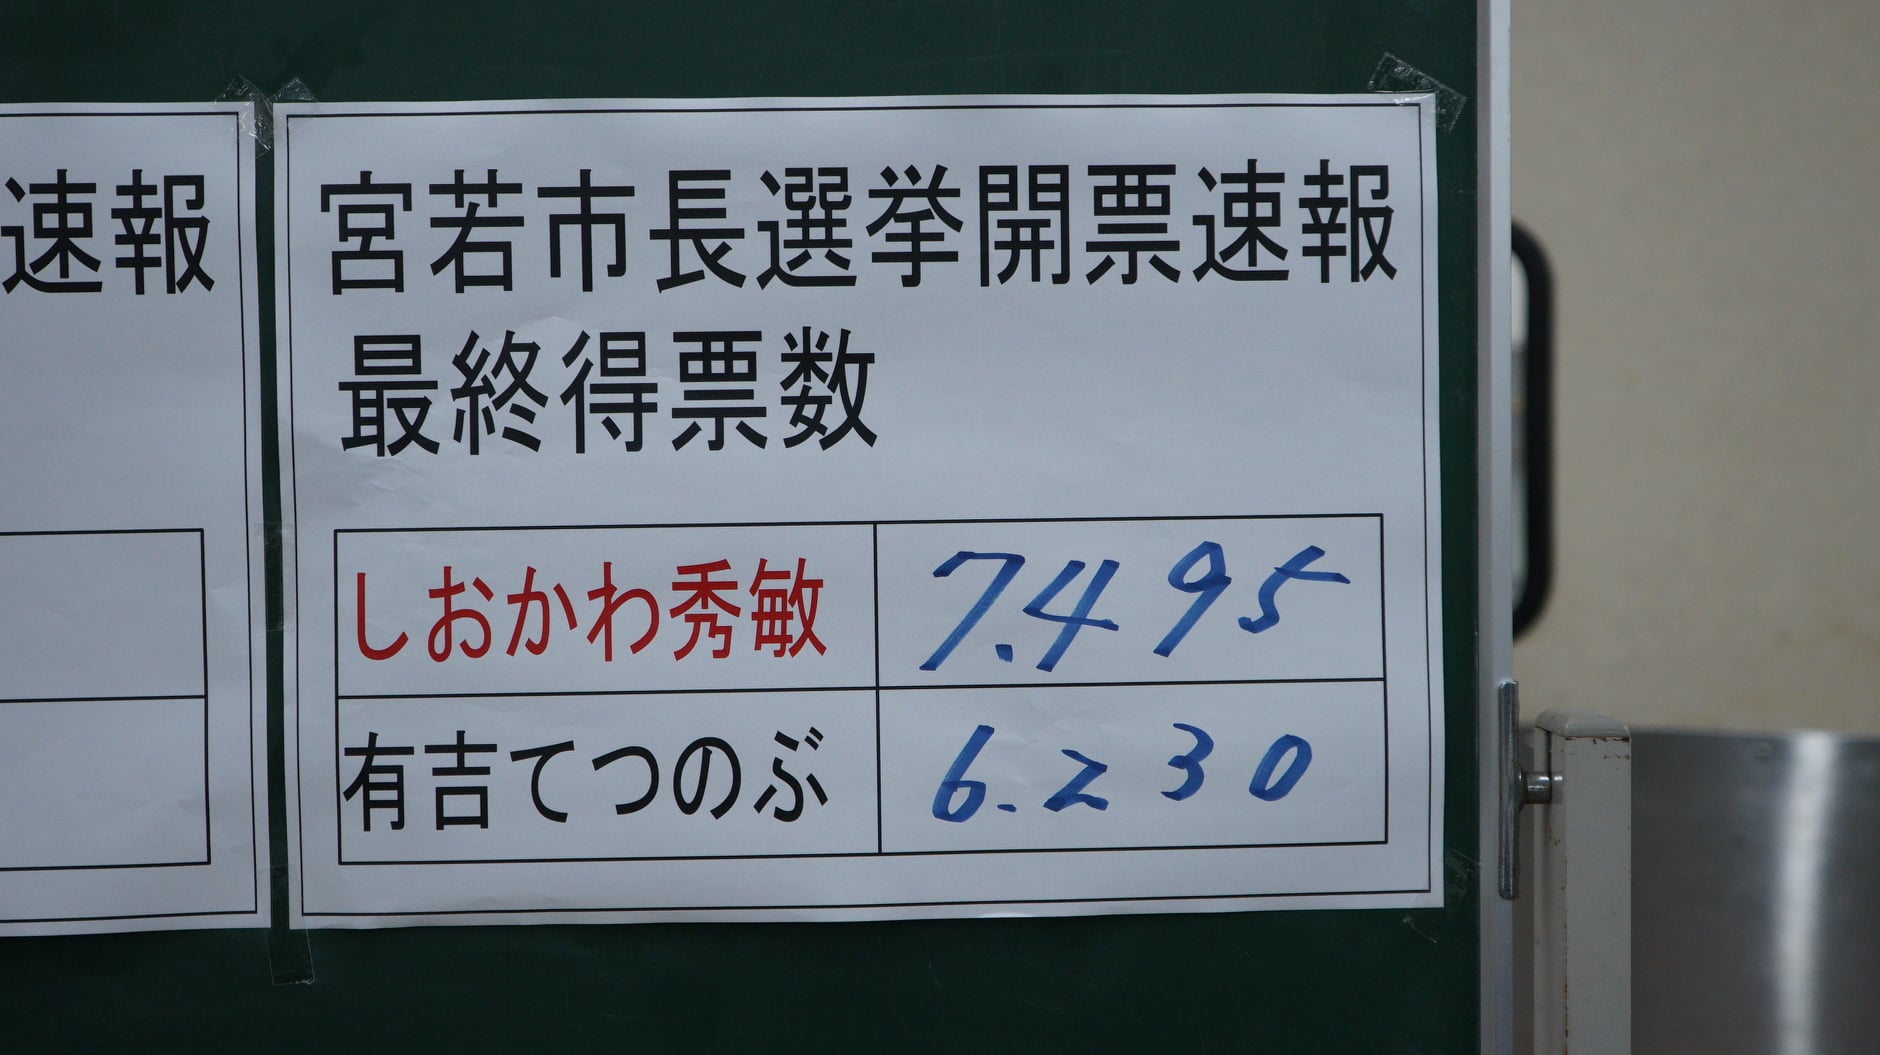 速報
宮若市長選挙開票速報
最終得票数
しおかわ秀敏 7.495
有吉てつのぶ 6.230